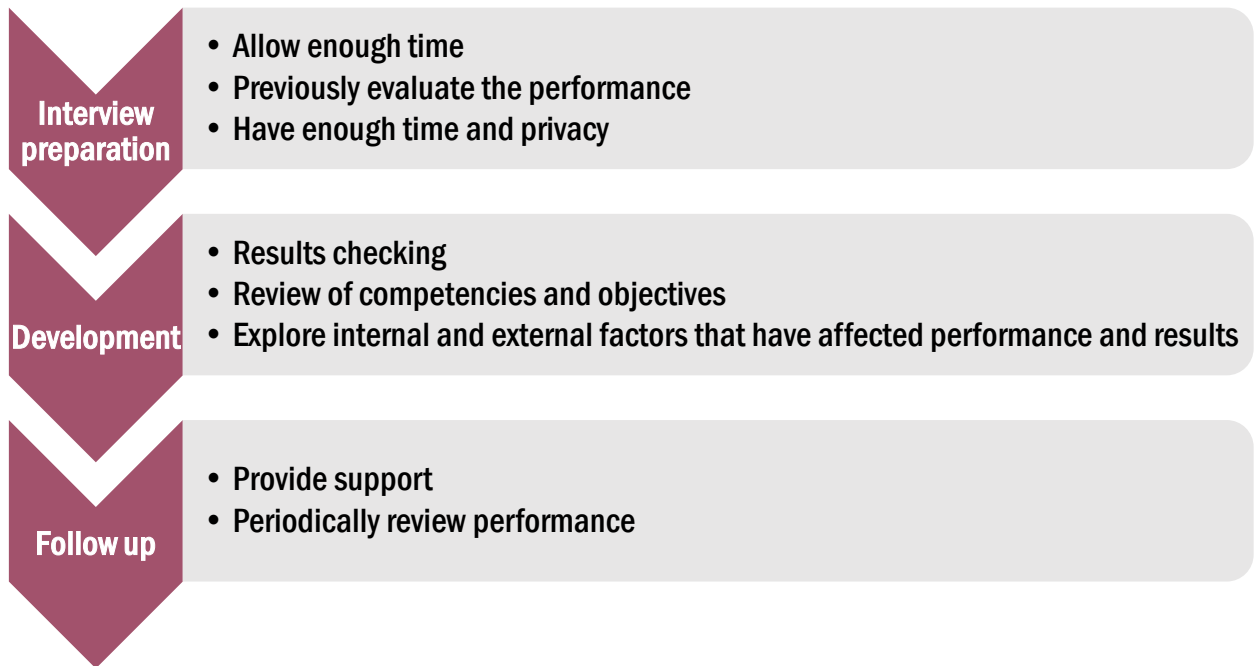 Interview
preparation
• Allow enough time
• Previously evaluate the performance
• Have enough time and privacy
Development
• Results checking
• Review of competencies and objectives
• Explore internal and external factors that have affected performance and results
Follow up
• Provide support
• Periodically review performance